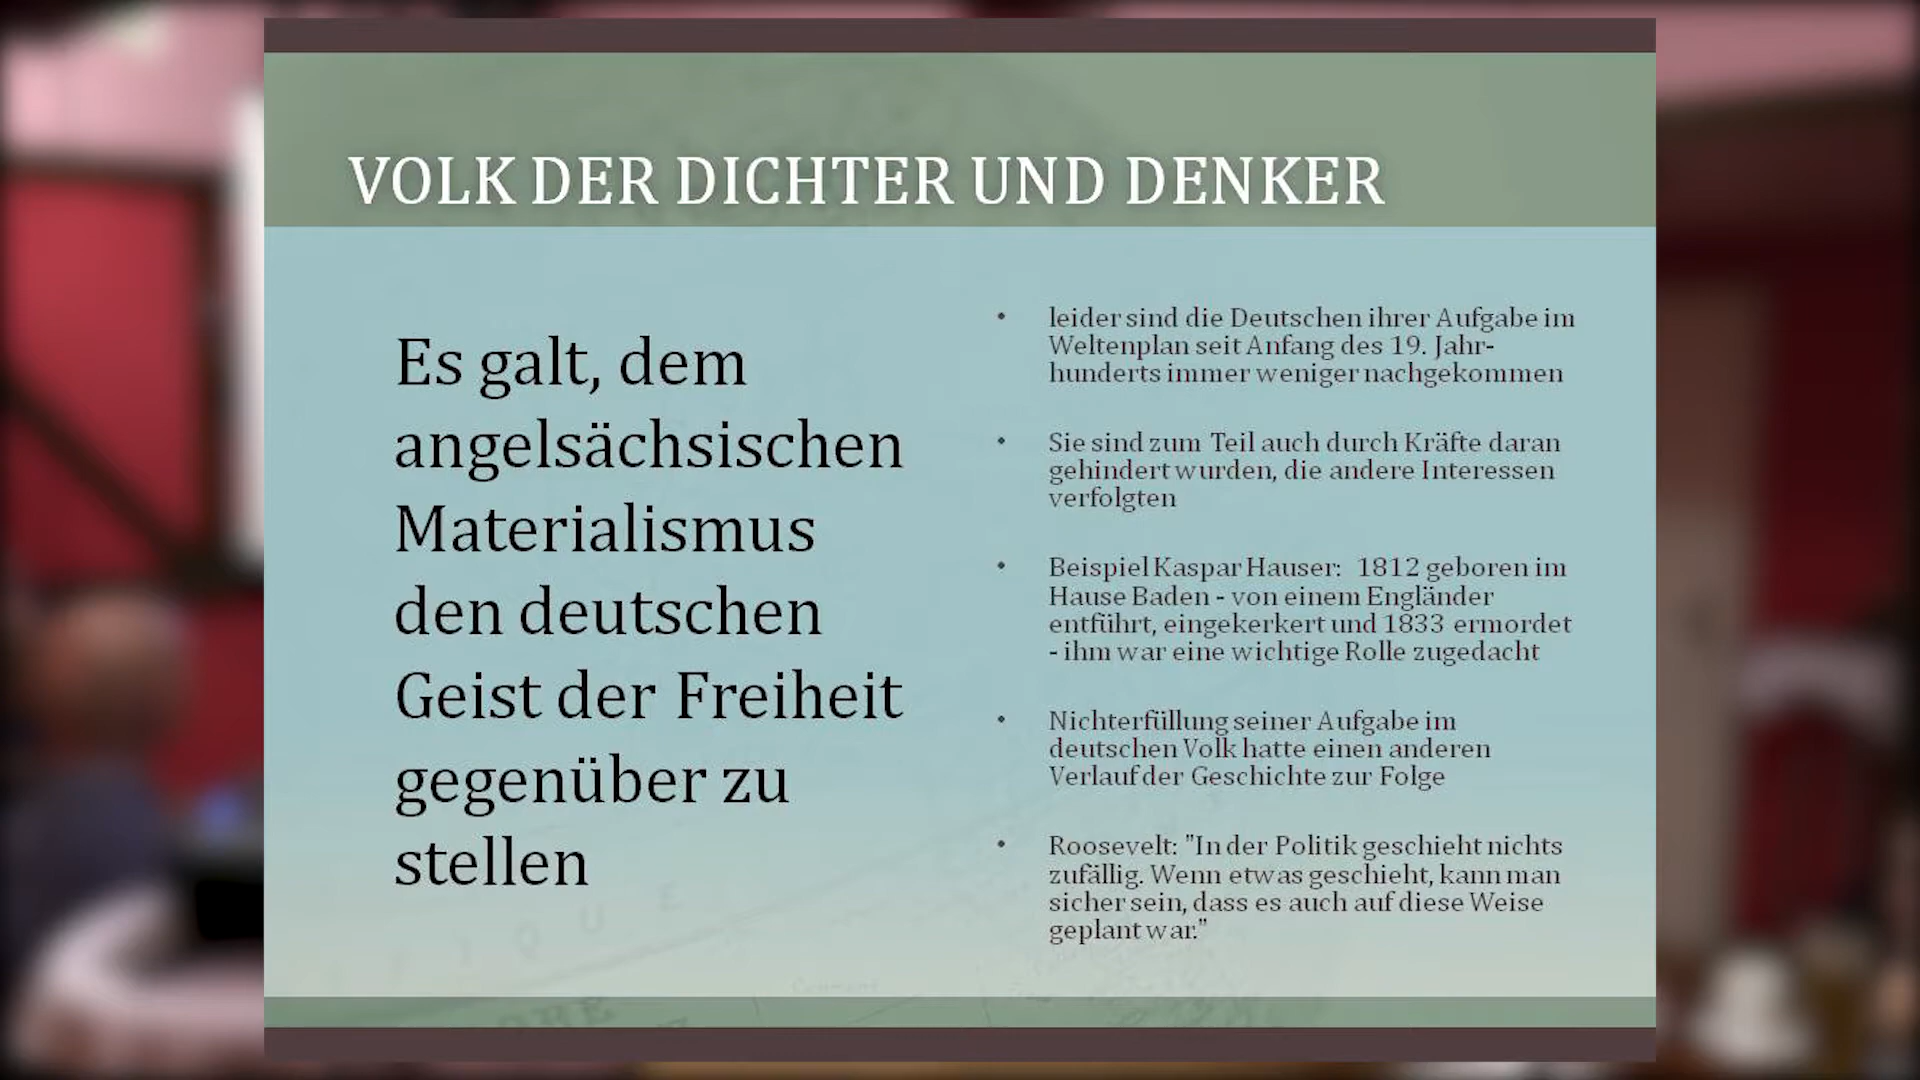 VOLK DER DICHTER UND DENKER
Es galt, dem
angelsächsischen
Materialismus
den deutschen
Geist der Freiheit
gegenüber zu
stellen
• leider sind die Deutschen ihrer Aufgabe im
Weltenplan seit Anfang des 19. Jahr-
hunderts immer weniger nachgekommen
• Sie sind zum Teil auch durch Kräfte daran
gehindert wurden, die andere Interessen
verfolgten
• Beispiel Kaspar Hauser: 1812 geboren im
Hause Baden - von einem Engländer
entführt, eingekerkert und 1833 ermordet
- ihm war eine wichtige Rolle zugedacht
• Nichterfüllung seiner Aufgabe im
deutschen Volk hatte einen anderen
Verlauf der Geschichte zur Folge
• Roosevelt: "In der Politik geschieht nichts
zufällig. Wenn etwas geschieht, kann man
sicher sein, dass es auch auf diese Weise
geplant war."